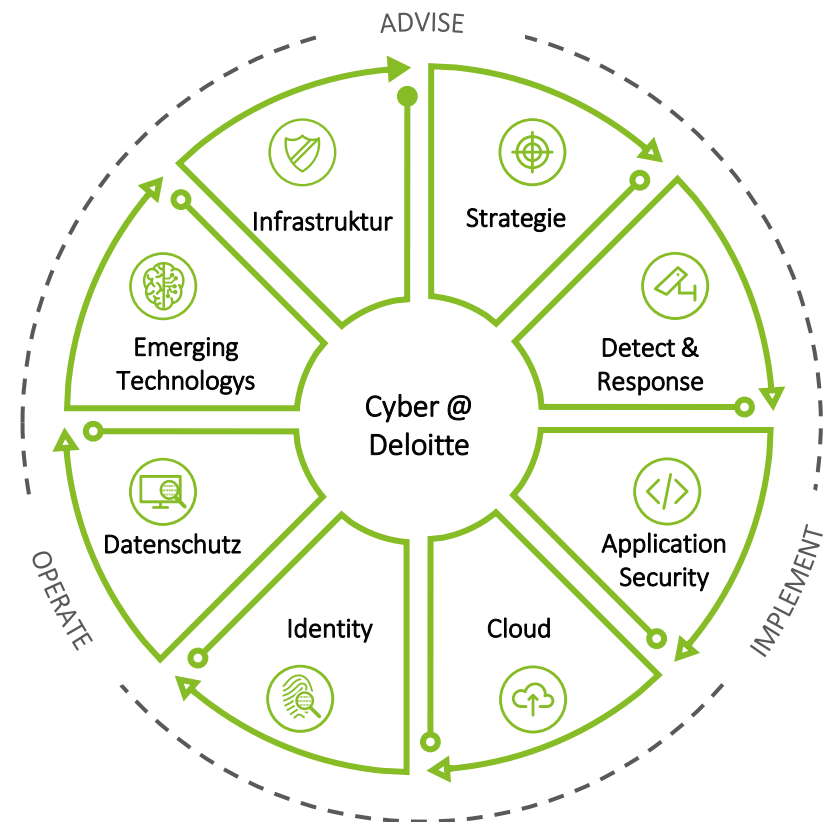 ADVISE
Infrastruktur
Strategie
Emerging
Technologys
Detect &
Response
Cyber @
Deloitte
Datenschutz
Application
Security
Identity
Cloud
OPERATE
IMPLEMENT